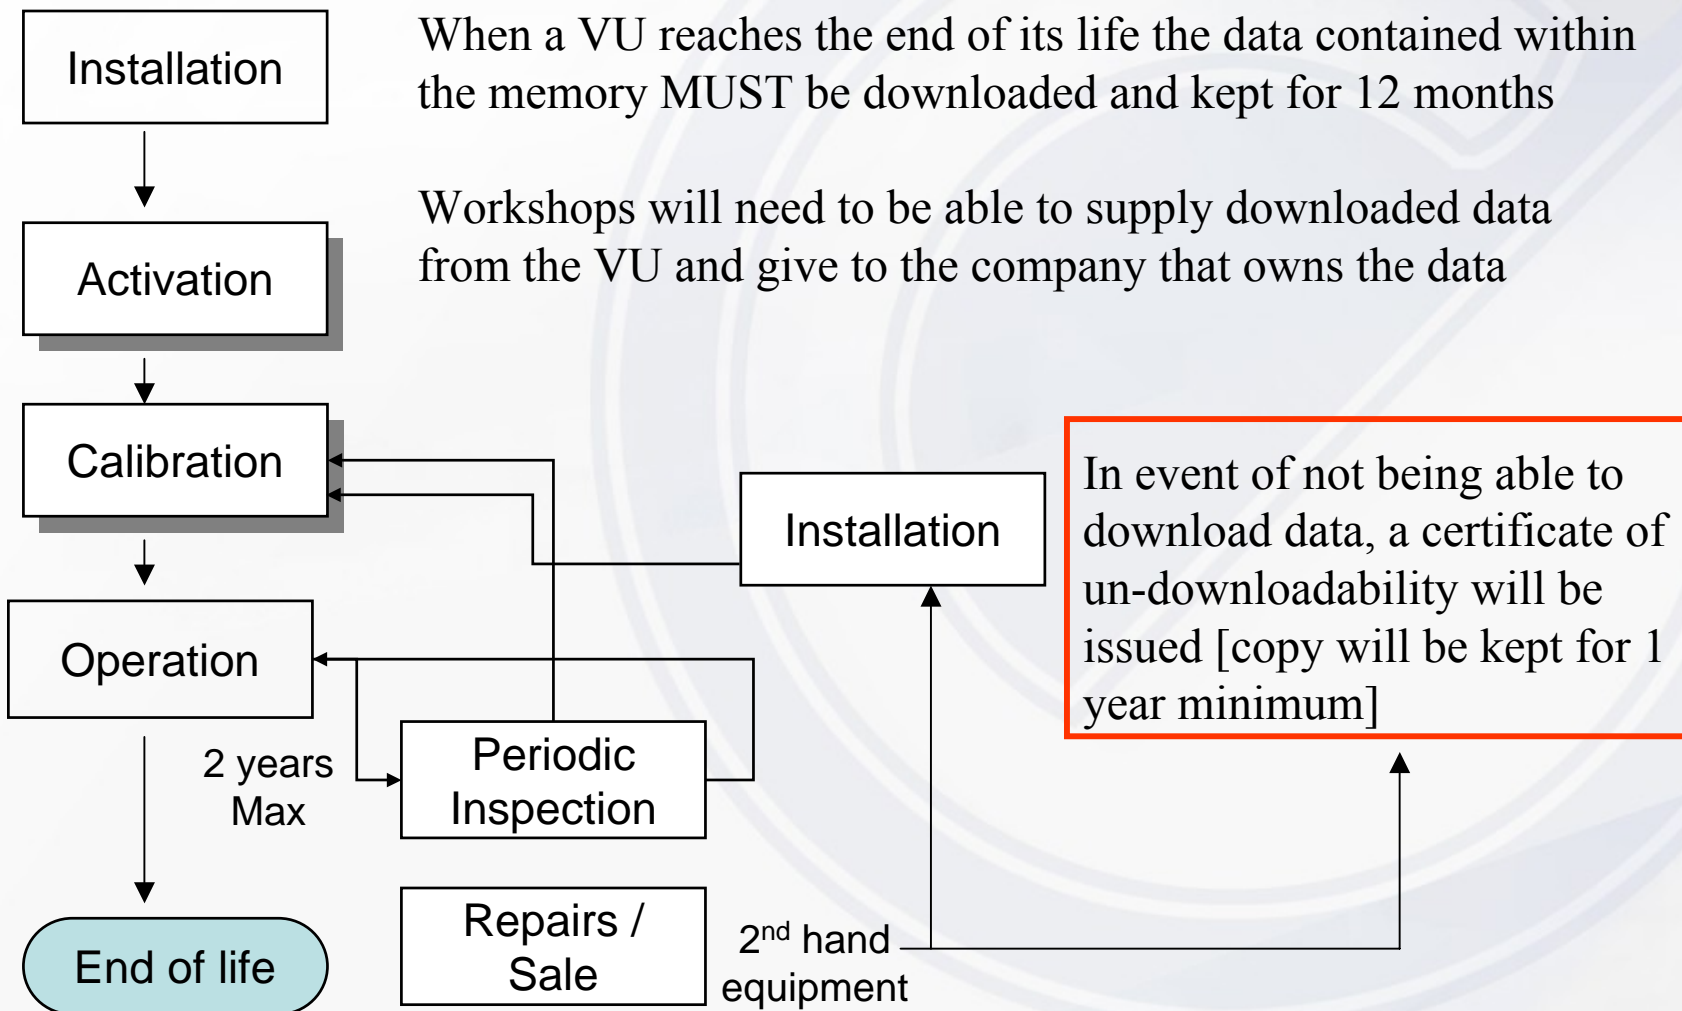 Installation
When a VU reaches the end of its life the data contained within
the memory MUST be downloaded and kept for 12 months
Workshops will need to be able to supply downloaded data
from the VU and give to the company that owns the data
Activation
Calibration
Installation
In event of not being able to
download data, a certificate of
un-downloadability will be
issued [copy will be kept for 1
year minimum]
Operation
2 years
Max
Periodic
Inspection
Repairs /
Sale
2nd hand
equipment
End of life